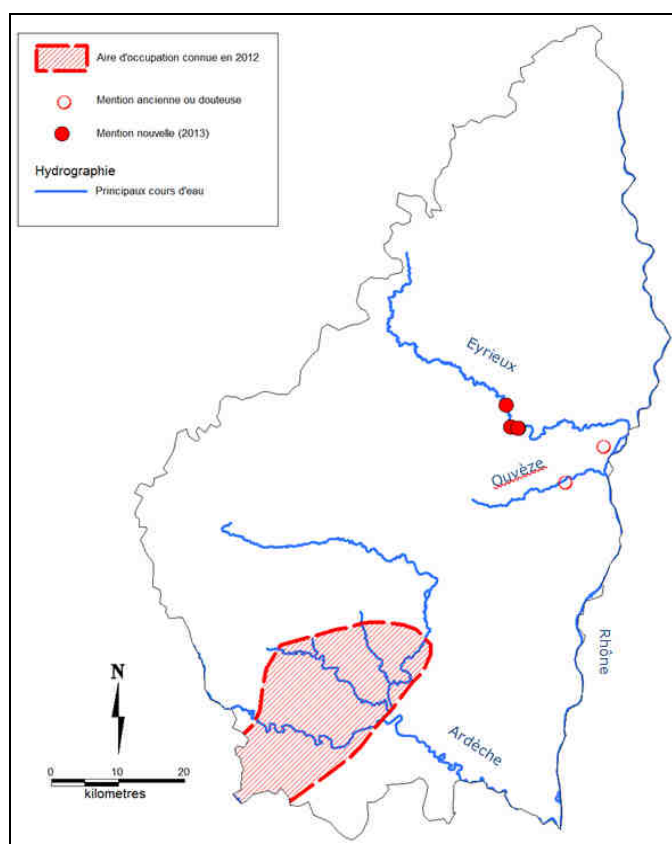 Aire d'occupation connue en 2012
Mention ancienne ou douteuse
Mention nouvelle (2013)
Hydrographie
Principaux cours d'eau
Eyrieux
Ouvèze
Rhône
Ardèche
N
0 10 20
kilometres